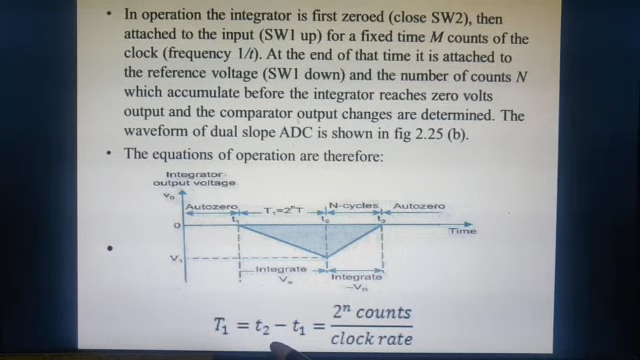 • In operation the integrator is first zeroed (close SW2), then
attached to the input (SW1 up) for a fixed time M counts of the
clock (frequency 1/t). At the end of that time it is attached to
the reference voltage (SW1 down) and the number of counts N
which accumulate before the integrator reaches zero volts
output and the comparator output changes are determined. The
waveform of dual slope ADC is shown in fig 2.25 (b).
• The equations of operation are therefore:
Integrator
output voltage
Autozero T₁=2ⁿT N-cycles Autozero
t₁ t₂
0
Time
Integrate
Integrate
T₁ = t₂ − t₁ = 2ⁿ counts
clock rate